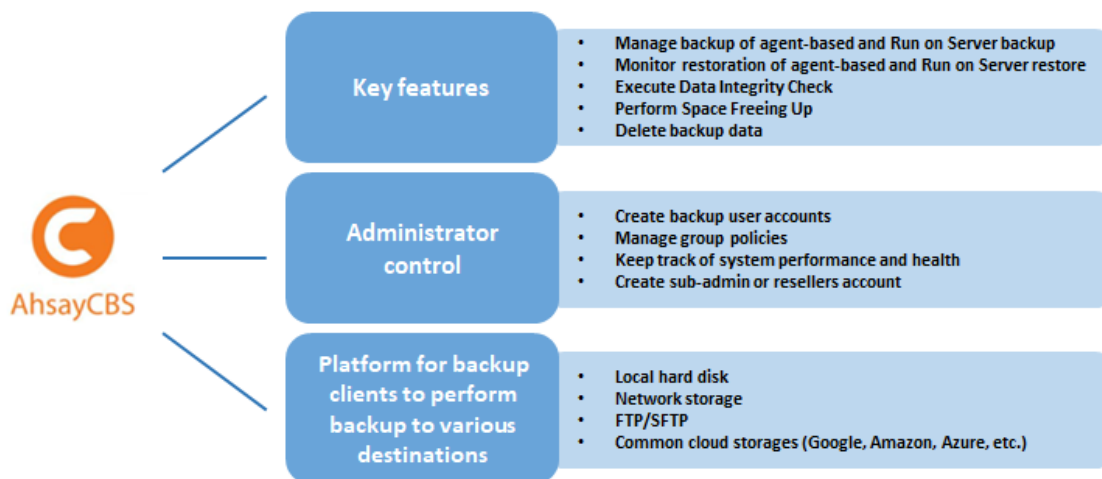 AhsayCBS
Key features
• Manage backup of agent-based and Run on Server backup
• Monitor restoration of agent-based and Run on Server restore
• Execute Data Integrity Check
• Perform Space Freeing Up
• Delete backup data
Administrator
control
• Create backup user accounts
• Manage group policies
• Keep track of system performance and health
• Create sub-admin or resellers account
Platform for backup
clients to perform
backup to various
destinations
• Local hard disk
• Network storage
• FTP/SFTP
• Common cloud storages (Google, Amazon, Azure, etc.)